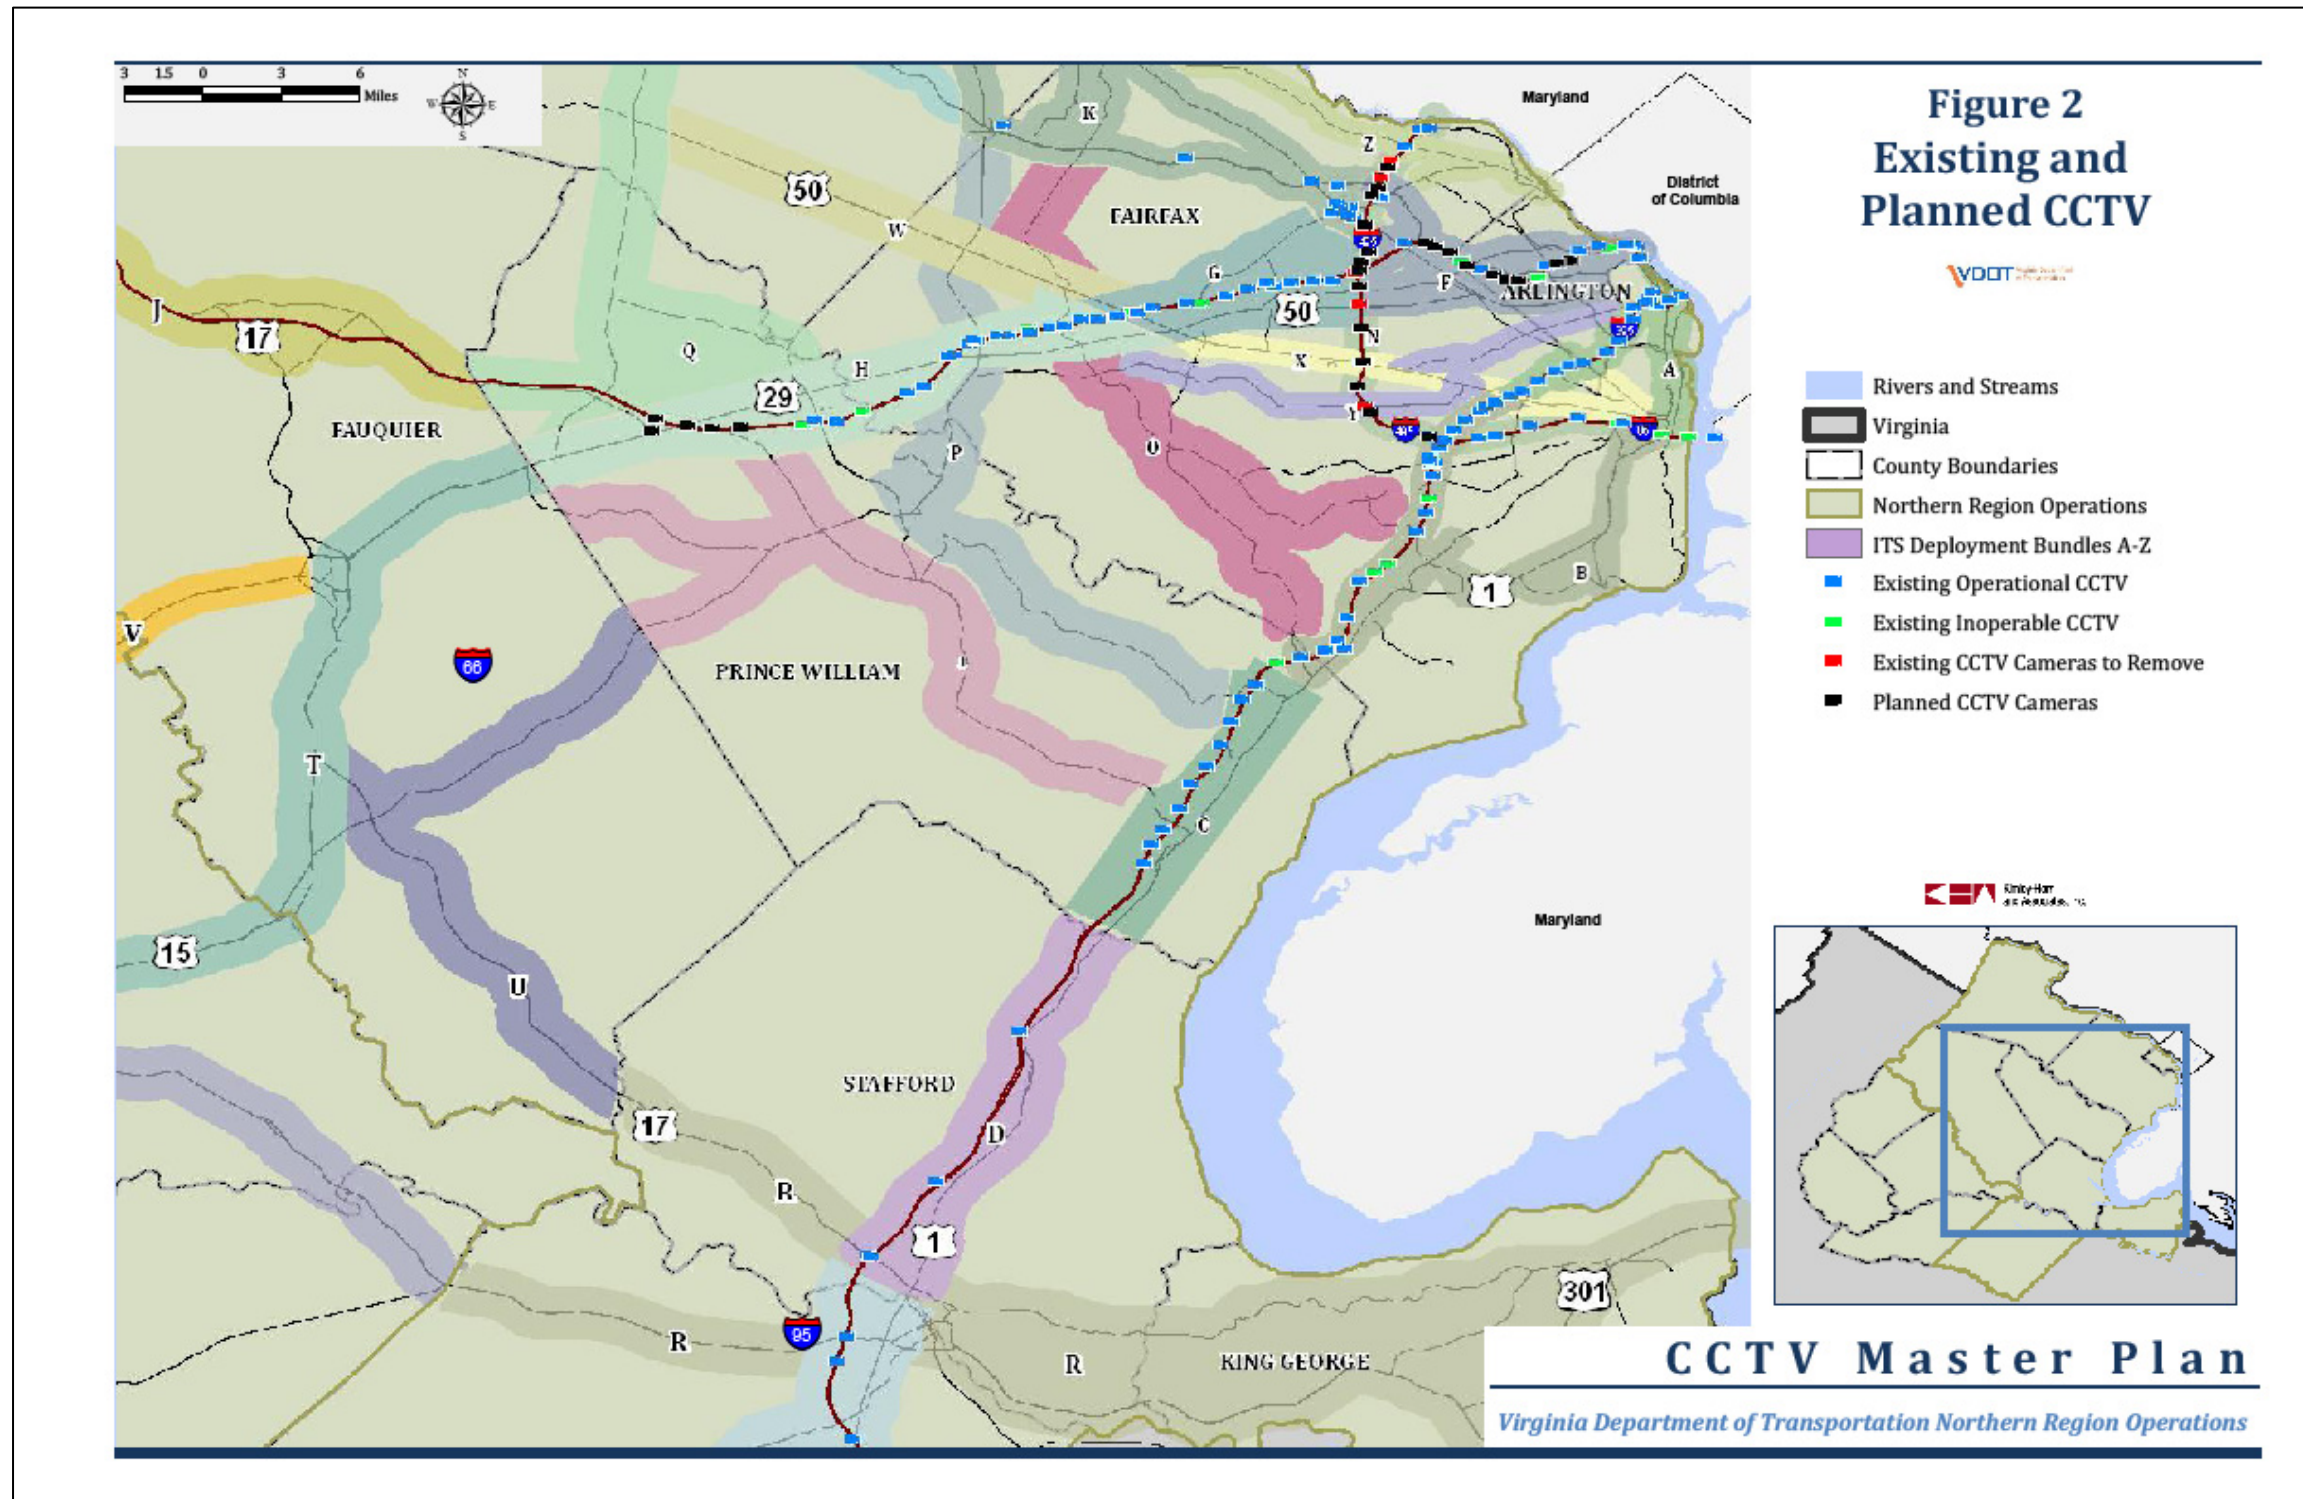 3 1.5 0 3 6
Miles
N
W E
S
Figure 2
Existing and
Planned CCTV
VDOT
Maryland
District
of Columbia
K
Z
50
FAIRFAX
W
G
F
ARLINGTON
50
J
17
Q
H
N
X
A
29
Y
FAUQUIER
P
O
B
1
V
66
PRINCE WILLIAM
T
C
15
U
Maryland
STAFFORD
17
D
R
1
301
95
R
R
KING GEORGE
Rivers and Streams
Virginia
County Boundaries
Northern Region Operations
ITS Deployment Bundles A-Z
Existing Operational CCTV
Existing Inoperable CCTV
Existing CCTV Cameras to Remove
Planned CCTV Cameras
CCTV Master Plan
Virginia Department of Transportation Northern Region Operations